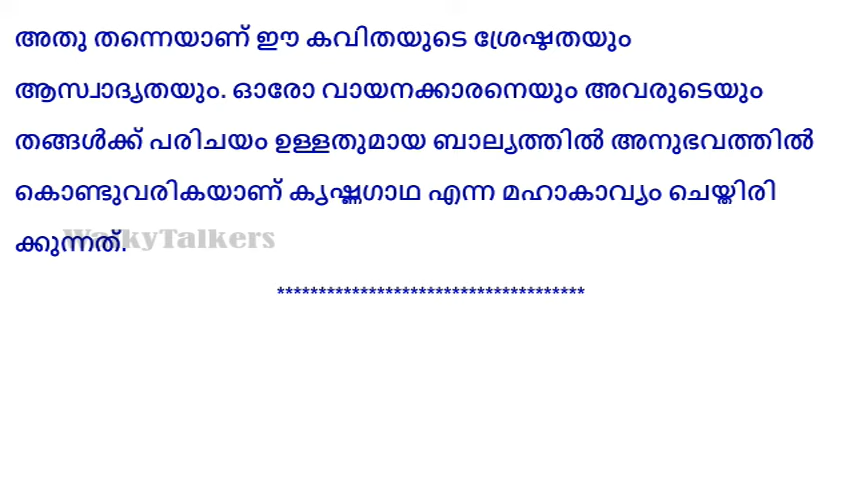 അതു തന്നെയാണ് ഈ കവിതയുടെ ശ്രേഷ്ഠതയും
ആസ്വാദ്യതയും. ഓരോ വായനക്കാരനെയും അവരുടെയും
തങ്ങൾക്ക് പരിചയം ഉള്ളതുമായ ബാല്യത്തിൽ അനുഭവത്തിൽ
കൊണ്ടുവരികയാണ് കൃഷ്ണഗാഥ എന്ന മഹാകാവ്യം ചെയ്തിരി
ക്കുന്നത്.
WalkyTalkers
*************************************